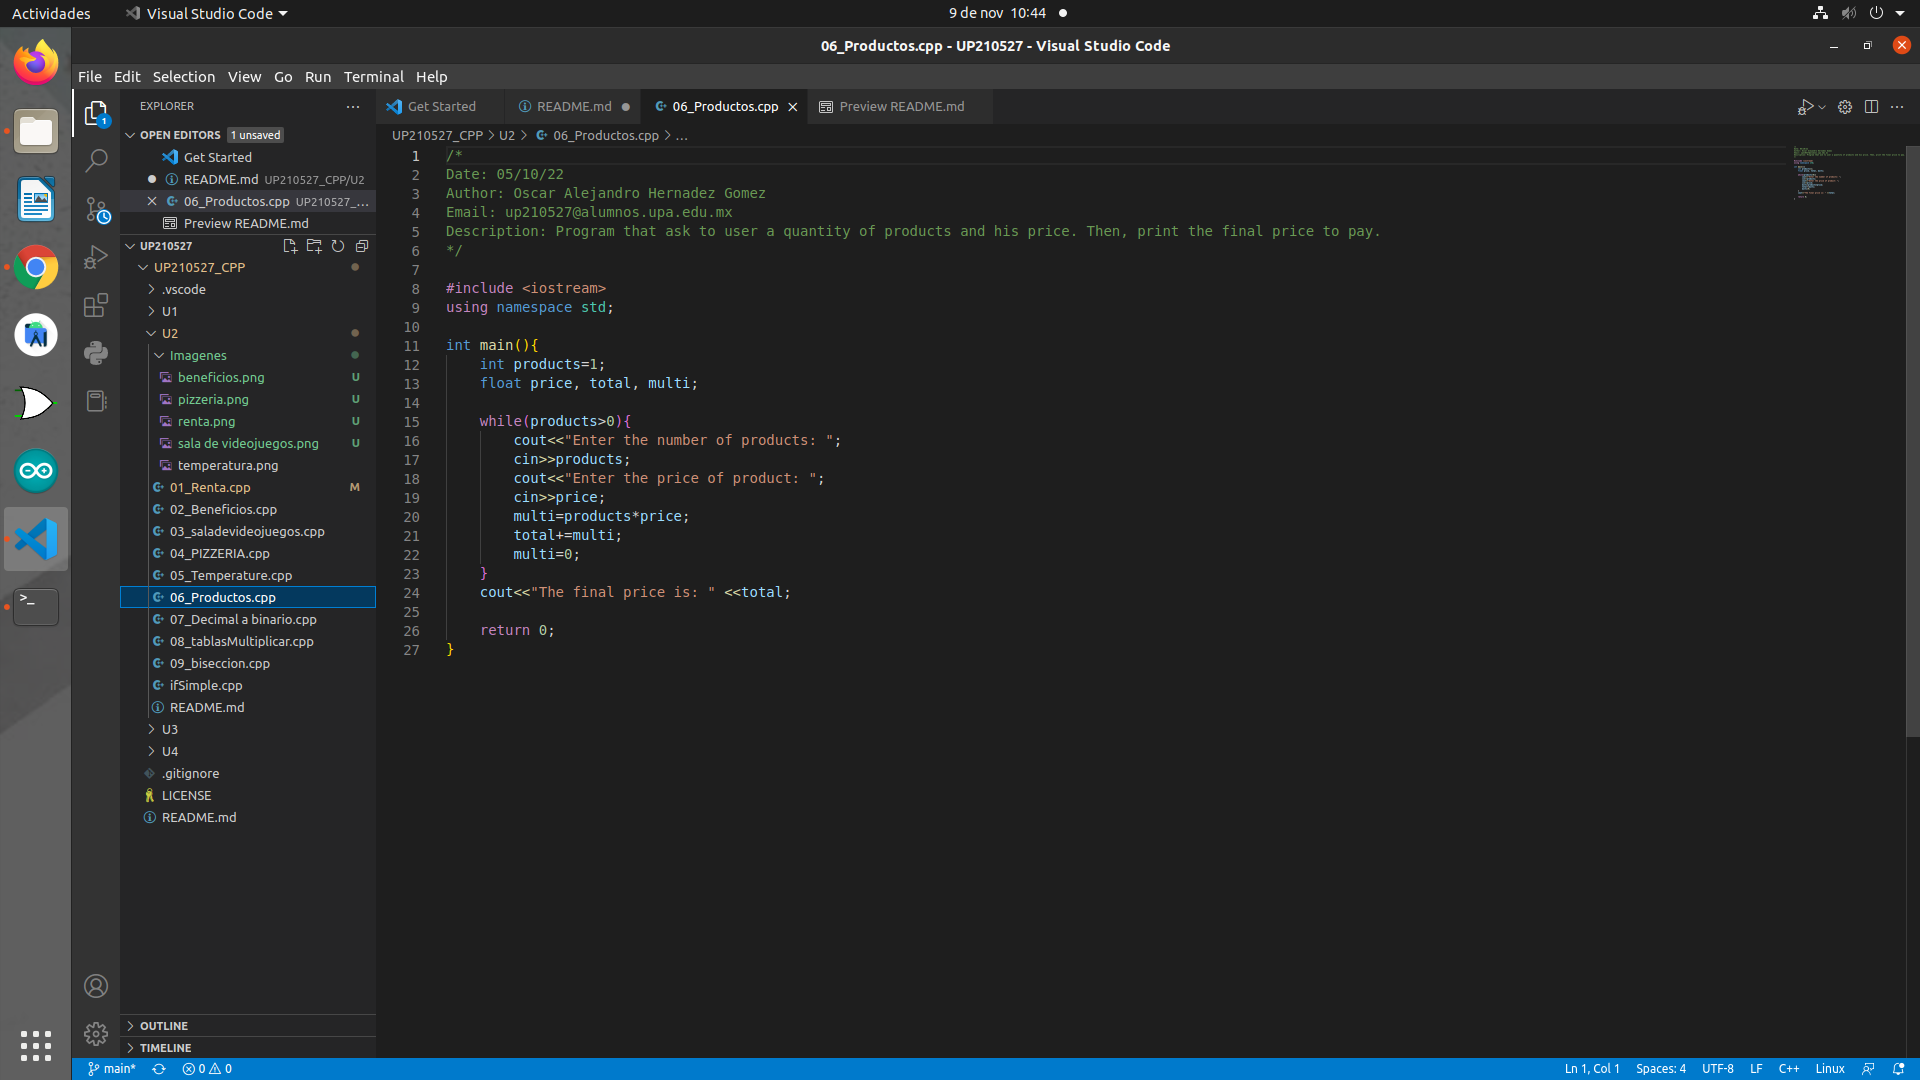 Actividades
Visual Studio Code
9 de nov 10:44
06_Productos.cpp - UP210527 - Visual Studio Code
File Edit Selection View Go Run Terminal Help
EXPLORER
Get Started
README.md
06_Productos.cpp
Preview README.md
OPEN EDITORS 1 unsaved
Get Started
README.md UP210527_CPP/U2
06_Productos.cpp UP210527_...
Preview README.md
UP210527
UP210527_CPP
.vscode
U1
U2
Imagenes
beneficios.png U
pizzeria.png U
renta.png U
sala de videojuegos.png U
temperatura.png
01_Renta.cpp M
02_Beneficios.cpp
03_saladevideojuegos.cpp
04_PIZZERIA.cpp
05_Temperature.cpp
06_Productos.cpp
07_Decimal a binario.cpp
08_tablasMultiplicar.cpp
09_biseccion.cpp
ifSimple.cpp
README.md
U3
U4
.gitignore
LICENSE
README.md
OUTLINE
TIMELINE
UP210527_CPP > U2 > 06_Productos.cpp > ...
1 /*
2 Date: 05/10/22
3 Author: Oscar Alejandro Hernadez Gomez
4 Email: up210527@alumnos.upa.edu.mx
5 Description: Program that ask to user a quantity of products and his price. Then, print the final price to pay.
6 */
7
8 #include <iostream>
9 using namespace std;
10
11 int main(){
12 int products=1;
13 float price, total, multi;
14
15 while(products>0){
16 cout<<"Enter the number of products: ";
17 cin>>products;
18 cout<<"Enter the price of product: ";
19 cin>>price;
20 multi=products*price;
21 total+=multi;
22 multi=0;
23 }
24 cout<<"The final price is: " <<total;
25
26 return 0;
27 }
1
>_
main*
0 0
Ln 1, Col 1
Spaces: 4
UTF-8
LF
C++
Linux